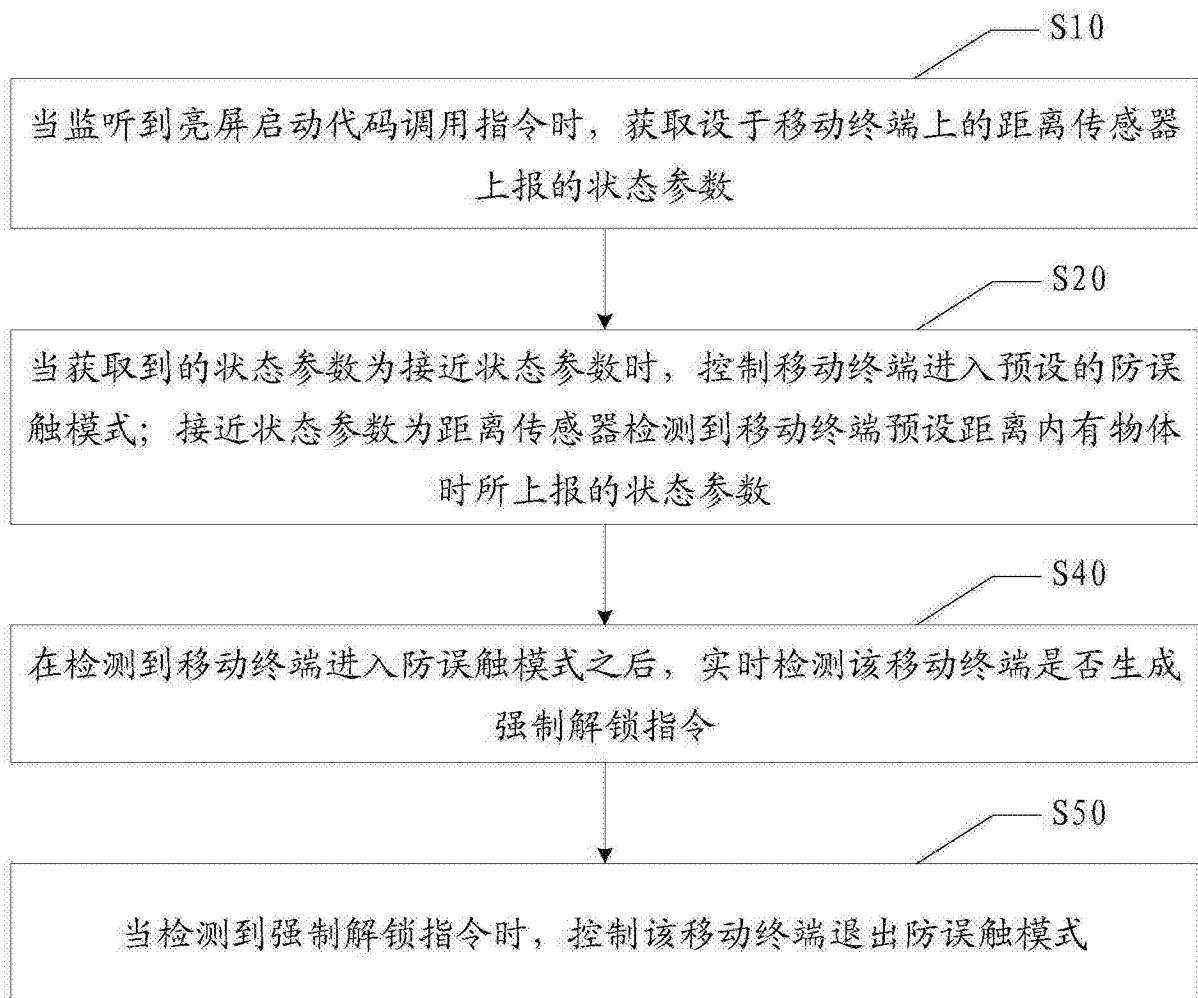 S10
当监听到亮屏启动代码调用指令时，获取设于移动终端上的距离传感器
上报的状态参数
S20
当获取到的状态参数为接近状态参数时，控制移动终端进入预设的防误
触模式；接近状态参数为距离传感器检测到移动终端预设距离内有物体
时所上报的状态参数
S40
在检测到移动终端进入防误触模式之后，实时检测该移动终端是否生成
强制解锁指令
S50
当检测到强制解锁指令时，控制该移动终端退出防误触模式